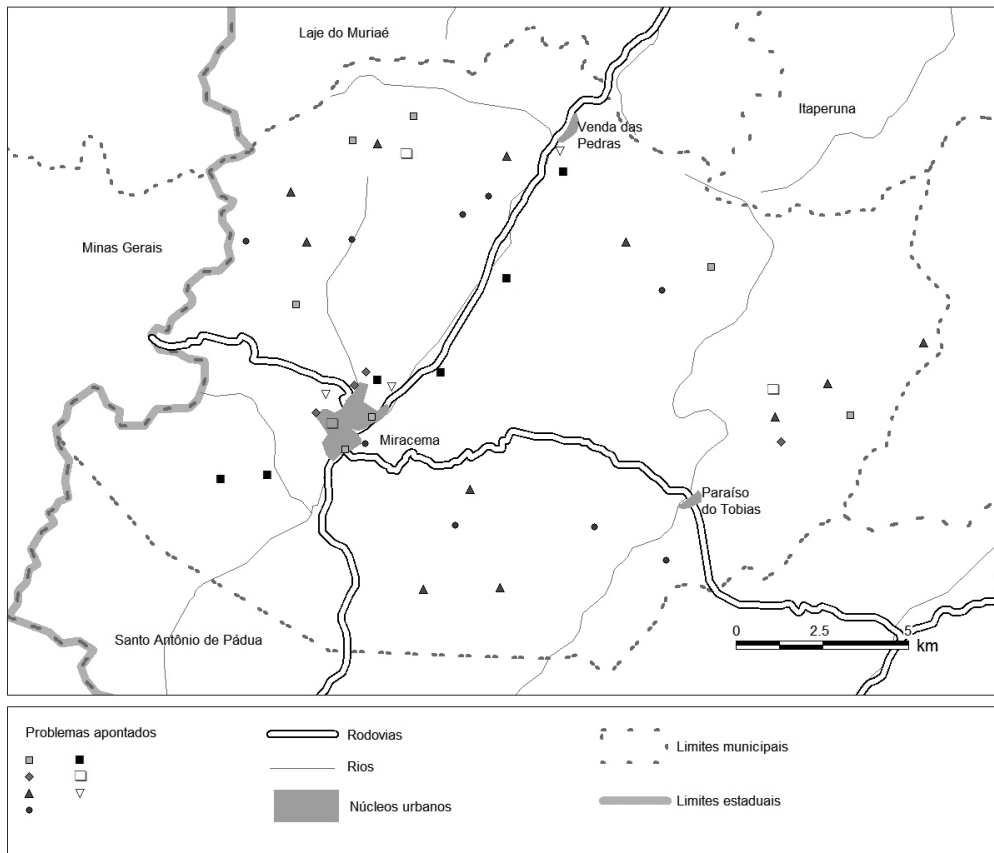 Laje do Muriaé
Itaperuna
Venda das
Pedras
Minas Gerais
Miracema
Paraíso
do Tobias
Santo Antônio de Pádua
0 2.5 5
km
Problemas apontados
Rodovias
Rios
Núcleos urbanos
Limites municipais
Limites estaduais